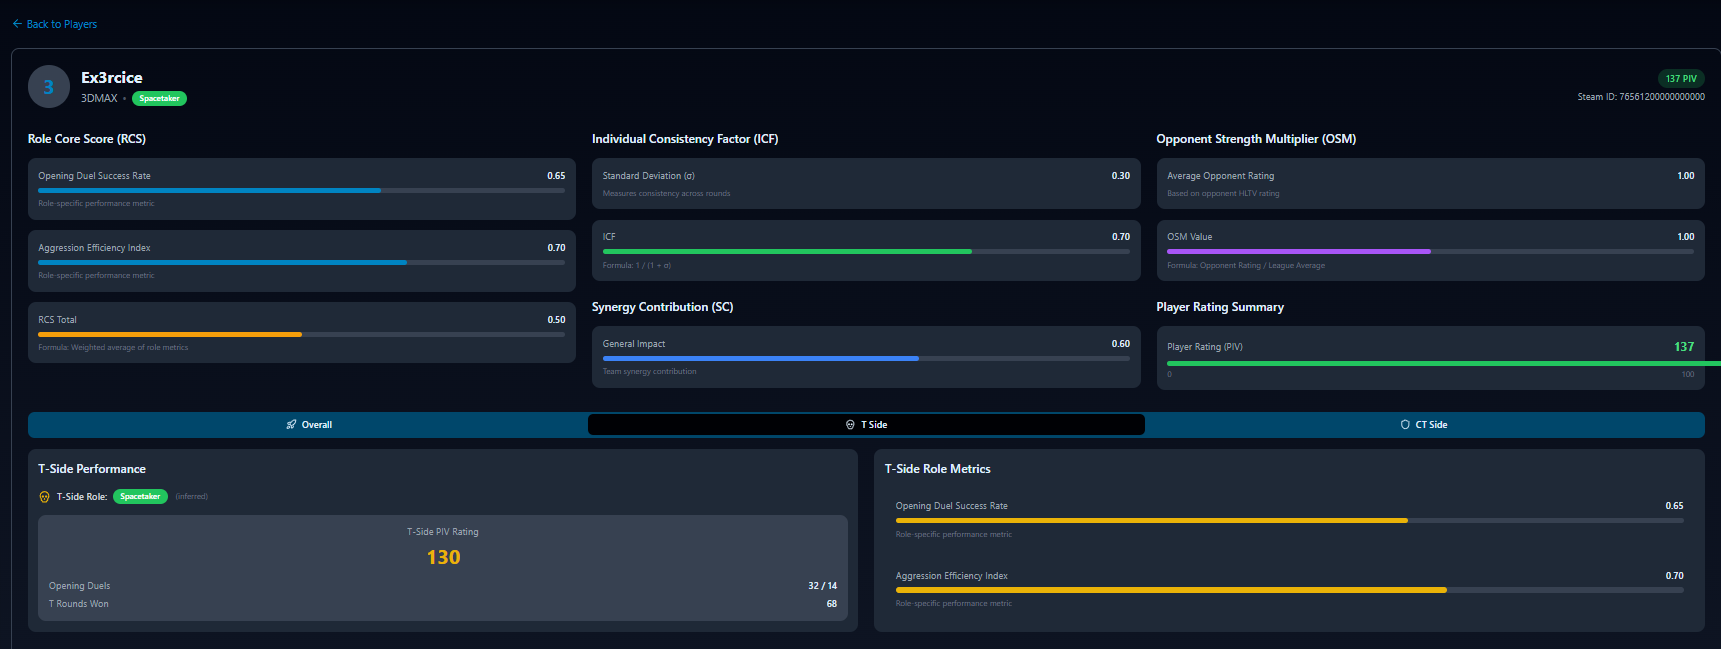 ← Back to Players
3
Ex3rcice
3DMAX • Spacetaker
137 PIV
Steam ID: 76561200000000000
Role Core Score (RCS)
Opening Duel Success Rate 0.65
Role-specific performance metric
Aggression Efficiency Index 0.70
Role-specific performance metric
RCS Total 0.50
Formula: Weighted average of role metrics
Individual Consistency Factor (ICF)
Standard Deviation (σ) 0.30
Measures consistency across rounds
ICF 0.70
Formula: 1 / (1 + σ)
Synergy Contribution (SC)
General Impact 0.60
Team synergy contribution
Opponent Strength Multiplier (OSM)
Average Opponent Rating 1.00
Based on opponent HLTV rating
OSM Value 1.00
Formula: Opponent Rating / League Average
Player Rating Summary
Player Rating (PIV) 137
0 100
Overall
T Side
CT Side
T-Side Performance
T-Side Role: Spacetaker (inferred)
T-Side PIV Rating
130
Opening Duels 32 / 14
T Rounds Won 68
T-Side Role Metrics
Opening Duel Success Rate 0.65
Role-specific performance metric
Aggression Efficiency Index 0.70
Role-specific performance metric